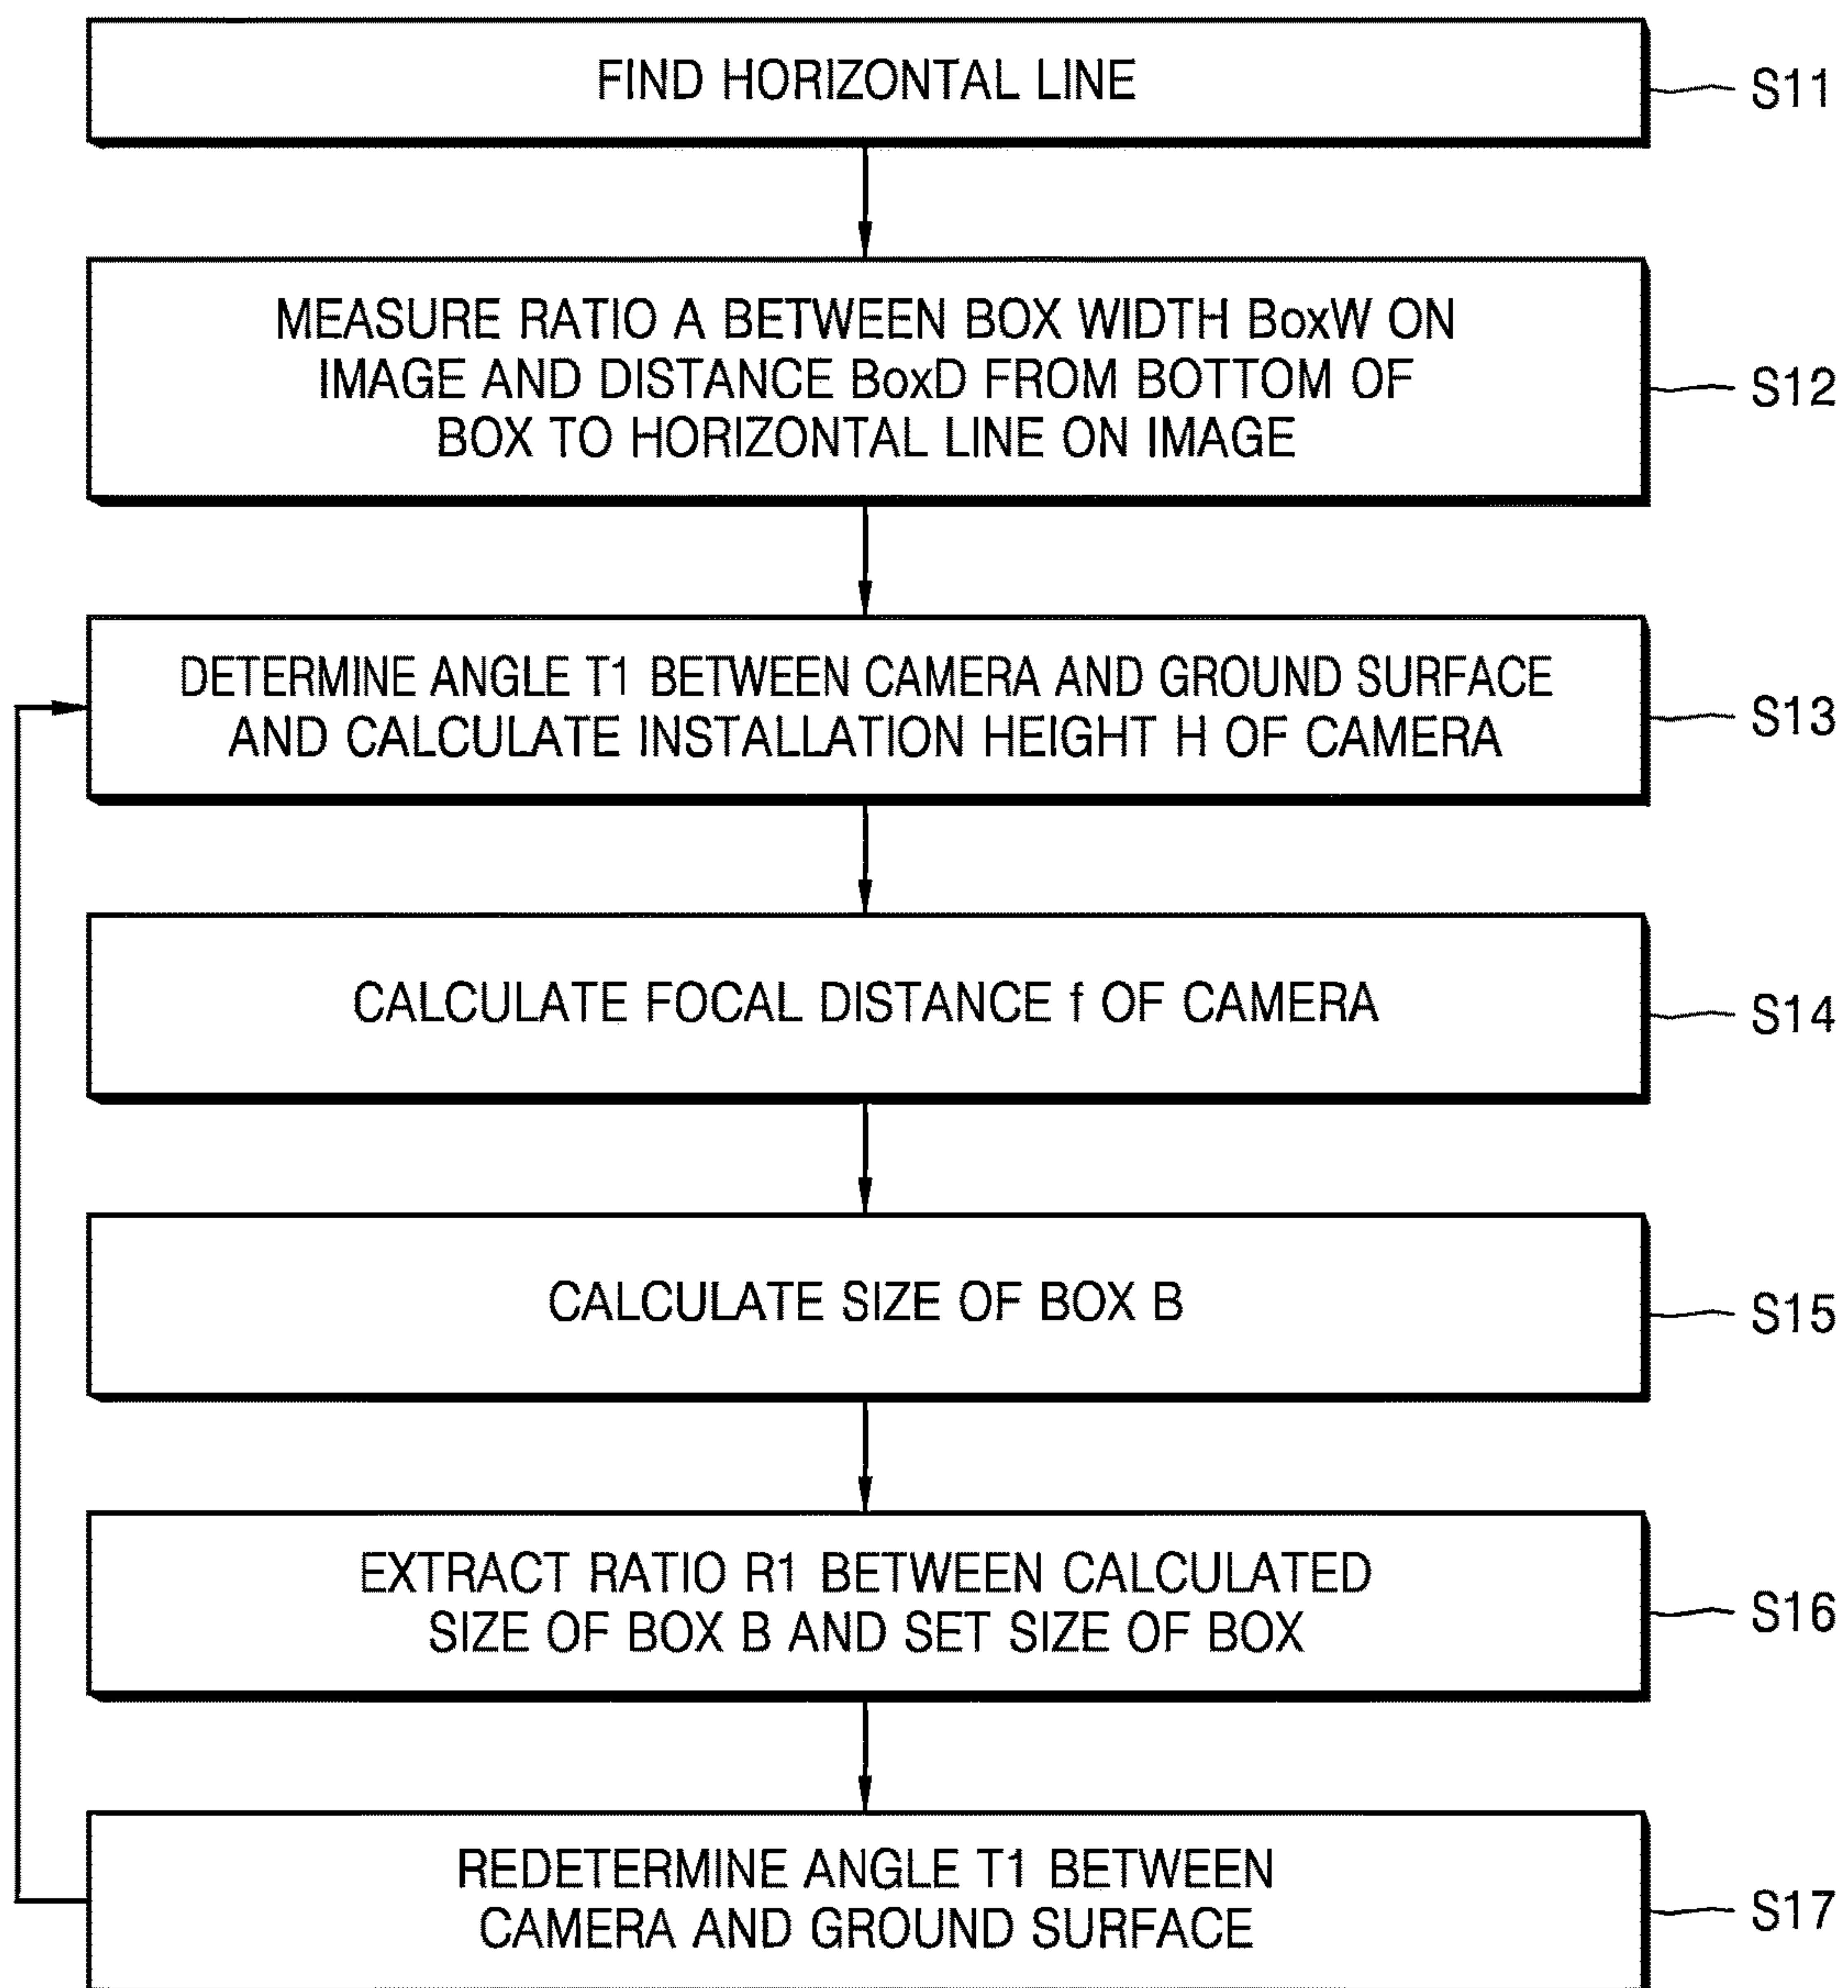 FIND HORIZONTAL LINE
S11
MEASURE RATIO A BETWEEN BOX WIDTH BoxW ON
IMAGE AND DISTANCE BoxD FROM BOTTOM OF
BOX TO HORIZONTAL LINE ON IMAGE
S12
DETERMINE ANGLE T1 BETWEEN CAMERA AND GROUND SURFACE
AND CALCULATE INSTALLATION HEIGHT H OF CAMERA
S13
CALCULATE FOCAL DISTANCE f OF CAMERA
S14
CALCULATE SIZE OF BOX B
S15
EXTRACT RATIO R1 BETWEEN CALCULATED
SIZE OF BOX B AND SET SIZE OF BOX
S16
REDETERMINE ANGLE T1 BETWEEN
CAMERA AND GROUND SURFACE
S17